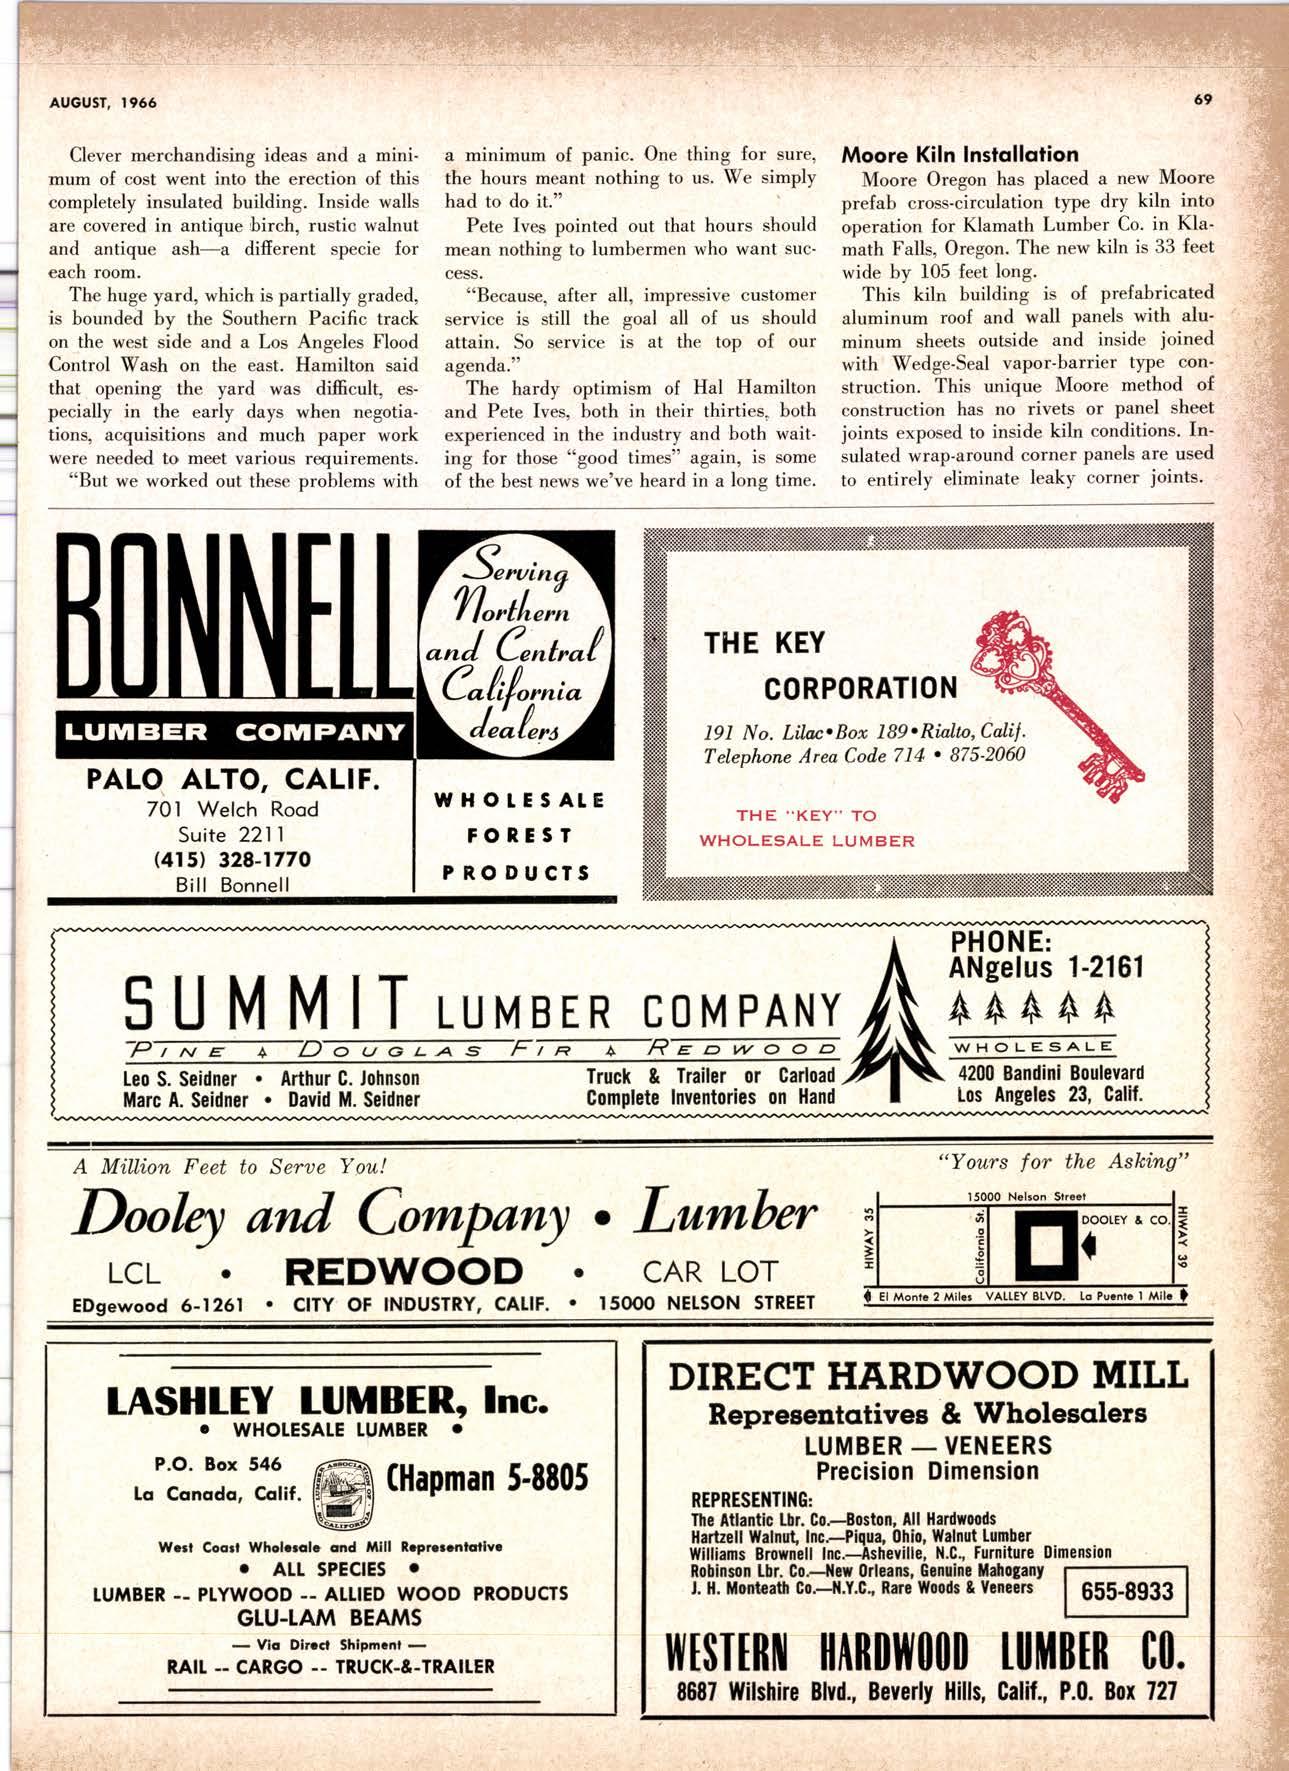 AUGUST, 1966
69
Clever merchandising ideas and a mini-
mum of cost went into the erection of this
completely insulated building. Inside walls
are covered in antique birch, rustic walnut
and antique ash—a different specie for
each room.
The huge yard, which is partially graded,
is bounded by the Southern Pacific track
on the west side and a Los Angeles Flood
Control Wash on the east. Hamilton said
that opening the yard was difficult, es-
pecially in the early days when negotia-
tions, acquisitions and much paper work
were needed to meet various requirements.
"But we worked out these problems with
a minimum of panic. One thing for sure,
the hours meant nothing to us. We simply
had to do it."
Pete Ives pointed out that hours should
mean nothing to lumbermen who want suc-
cess.
"Because, after all, impressive customer
service is still the goal all of us should
attain. So service is at the top of our
agenda."
The hardy optimism of Hal Hamilton
and Pete Ives, both in their thirties, both
experienced in the industry and both wait-
ing for those "good times" again, is some
of the best news we've heard in a long time.
Moore Kiln Installation
Moore Oregon has placed a new Moore
prefab cross-circulation type dry kiln into
operation for Klamath Lumber Co. in Kla-
math Falls, Oregon. The new kiln is 33 feet
wide by 105 feet long.
This kiln building is of prefabricated
aluminum roof and wall panels with alu-
minum sheets outside and inside joined
with Wedge-Seal vapor-barrier type con-
struction. This unique Moore method of
construction has no rivets or panel sheet
joints exposed to inside kiln conditions. In-
sulated wrap-around corner panels are used
to entirely eliminate leaky corner joints.
BONNELL
LUMBER COMPANY
PALO ALTO, CALIF.
701 Welch Road
Suite 2211
(415) 328-1770
Bill Bonnell
Serving
Northern
and Central
California
dealers
WHOLESALE
FOREST
PRODUCTS
THE KEY
CORPORATION
191 No. Lilac•Box 189•Rialto, Calif.
Telephone Area Code 714 • 875-2060
THE "KEY" TO
WHOLESALE LUMBER
SUMMIT LUMBER COMPANY
PINE DOUGLAS FIR REDWOOD
Leo S. Seidner • Arthur C. Johnson
Marc A. Seidner • David M. Seidner
Truck & Trailer or Carload
Complete Inventories on Hand
PHONE:
ANgelus 1-2161
WHOLESALE
4200 Bandini Boulevard
Los Angeles 23, Calif.
A Million Feet to Serve You!
"Yours for the Asking"
Dooley and Company • Lumber
LCL • REDWOOD • CAR LOT
EDgewood 6-1261 • CITY OF INDUSTRY, CALIF. • 15000 NELSON STREET
15000 Nelson Street
HIWAY 35
California St.
DOOLEY & CO.
HIWAY 39
El Monte 2 Miles VALLEY BLVD. La Puente 1 Mile
LASHLEY LUMBER, Inc.
• WHOLESALE LUMBER •
P.O. Box 546
La Canada, Calif.
LUMBER ASSOCIATION OF SO. CALIFORNIA
CHapman 5-8805
West Coast Wholesale and Mill Representative
• ALL SPECIES •
LUMBER -- PLYWOOD -- ALLIED WOOD PRODUCTS
GLU-LAM BEAMS
— Via Direct Shipment —
RAIL -- CARGO -- TRUCK-&-TRAILER
DIRECT HARDWOOD MILL
Representatives & Wholesalers
LUMBER — VENEERS
Precision Dimension
REPRESENTING:
The Atlantic Lbr. Co.—Boston, All Hardwoods
Hartzell Walnut, Inc.—Piqua, Ohio, Walnut Lumber
Williams Brownell Inc.—Asheville, N.C., Furniture Dimension
Robinson Lbr. Co.—New Orleans, Genuine Mahogany
J. H. Monteath Co.—N.Y.C., Rare Woods & Veneers
655-8933
WESTERN HARDWOOD LUMBER CO.
8687 Wilshire Blvd., Beverly Hills, Calif., P.O. Box 727